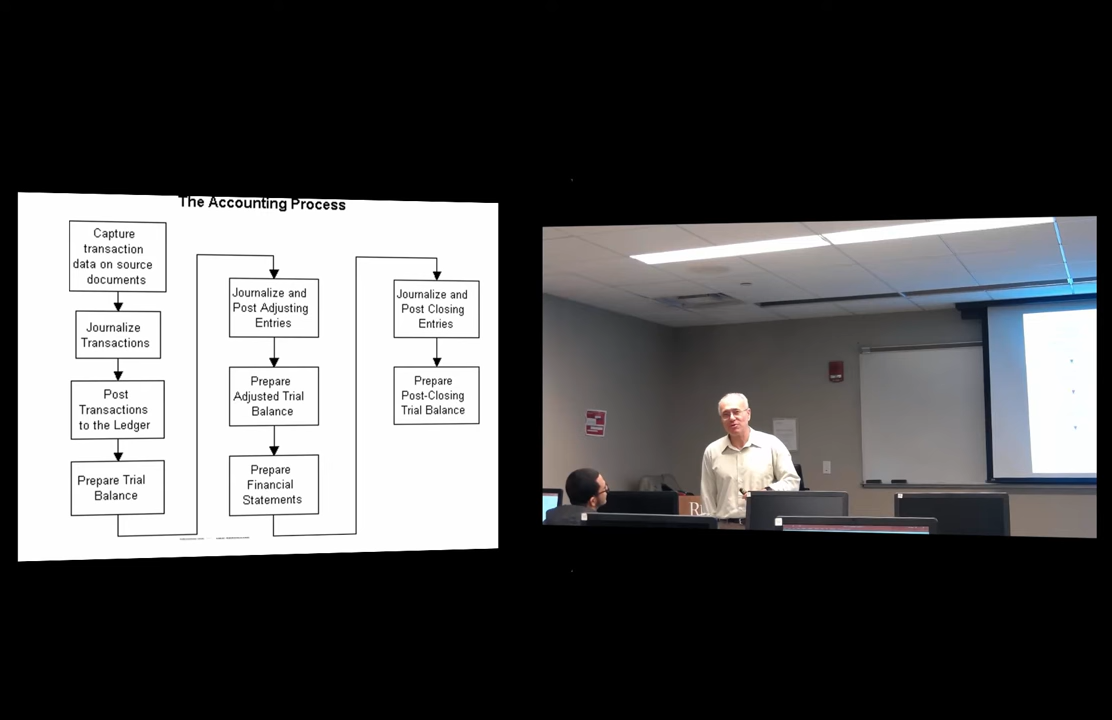 The Accounting Process
Capture
transaction
data on source
documents
Journalize
Transactions
Post
Transactions
to the Ledger
Prepare Trial
Balance
Journalize and
Post Adjusting
Entries
Prepare
Adjusted Trial
Balance
Prepare
Financial
Statements
Journalize and
Post Closing
Entries
Prepare
Post-Closing
Trial Balance